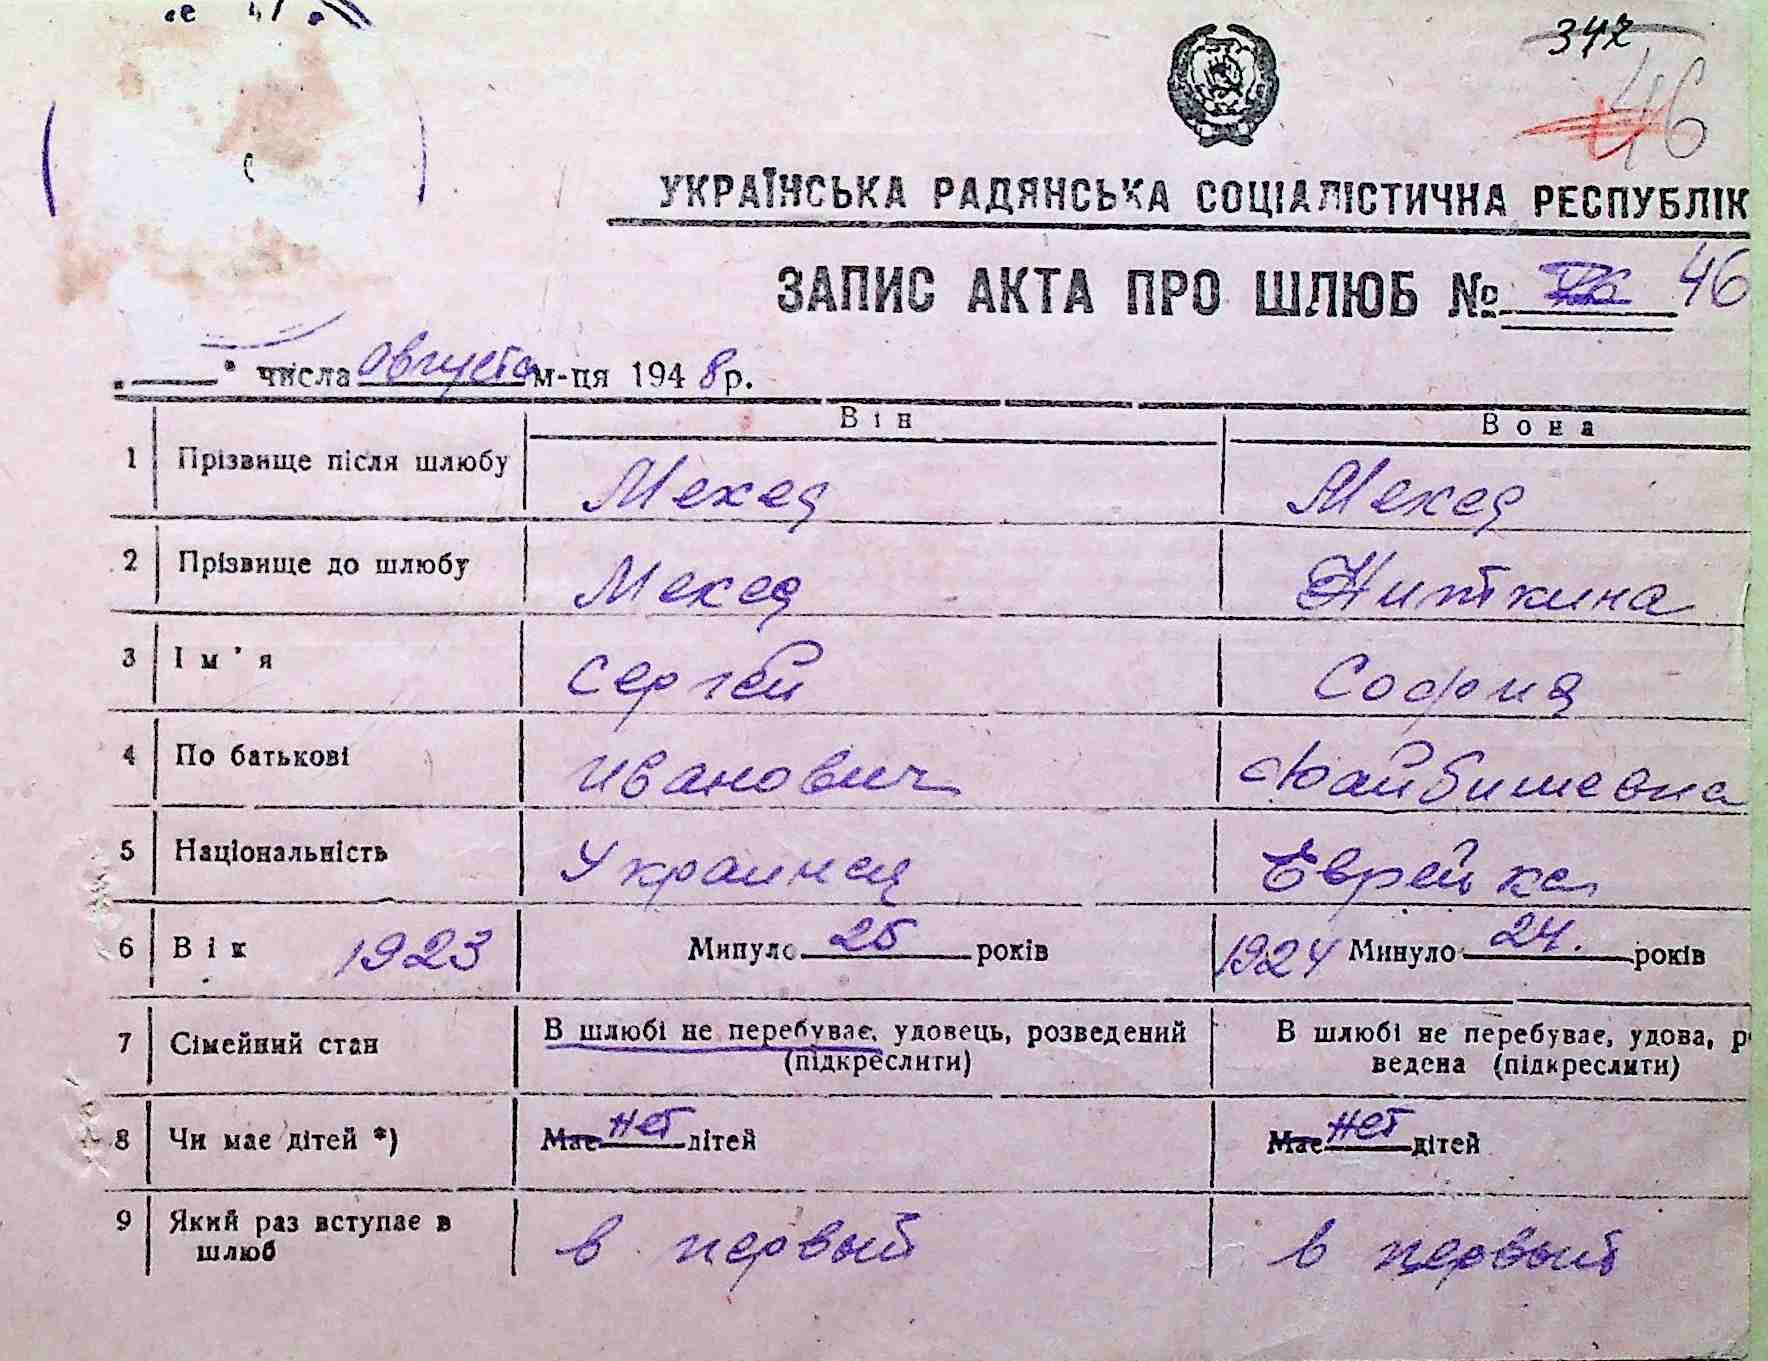 342
46
УКРАЇНСЬКА РАДЯНСЬКА СОЦІАЛІСТИЧНА РЕСПУБЛІК
ЗАПИС АКТА ПРО ШЛЮБ № 46
числа августа м-ця 1948 р.
Він Вона
1 Прізвище після шлюбу Мехед Мехед
2 Прізвище до шлюбу Мехед Ниткина
3 Ім'я Сергей София
4 По батькові Иванович Файбишевна
5 Національність Украинец Еврейка
6 Вік 1923 Минуло 25 років 1924 Минуло 24. років
7 Сімейний стан В шлюбі не перебуває, удовець, розведений (підкреслити) В шлюбі не перебуває, удова, р
ведена (підкреслити)
8 Чи має дітей *) Має нет дітей Має нет дітей
9 Який раз вступає в шлюб в первый в первый